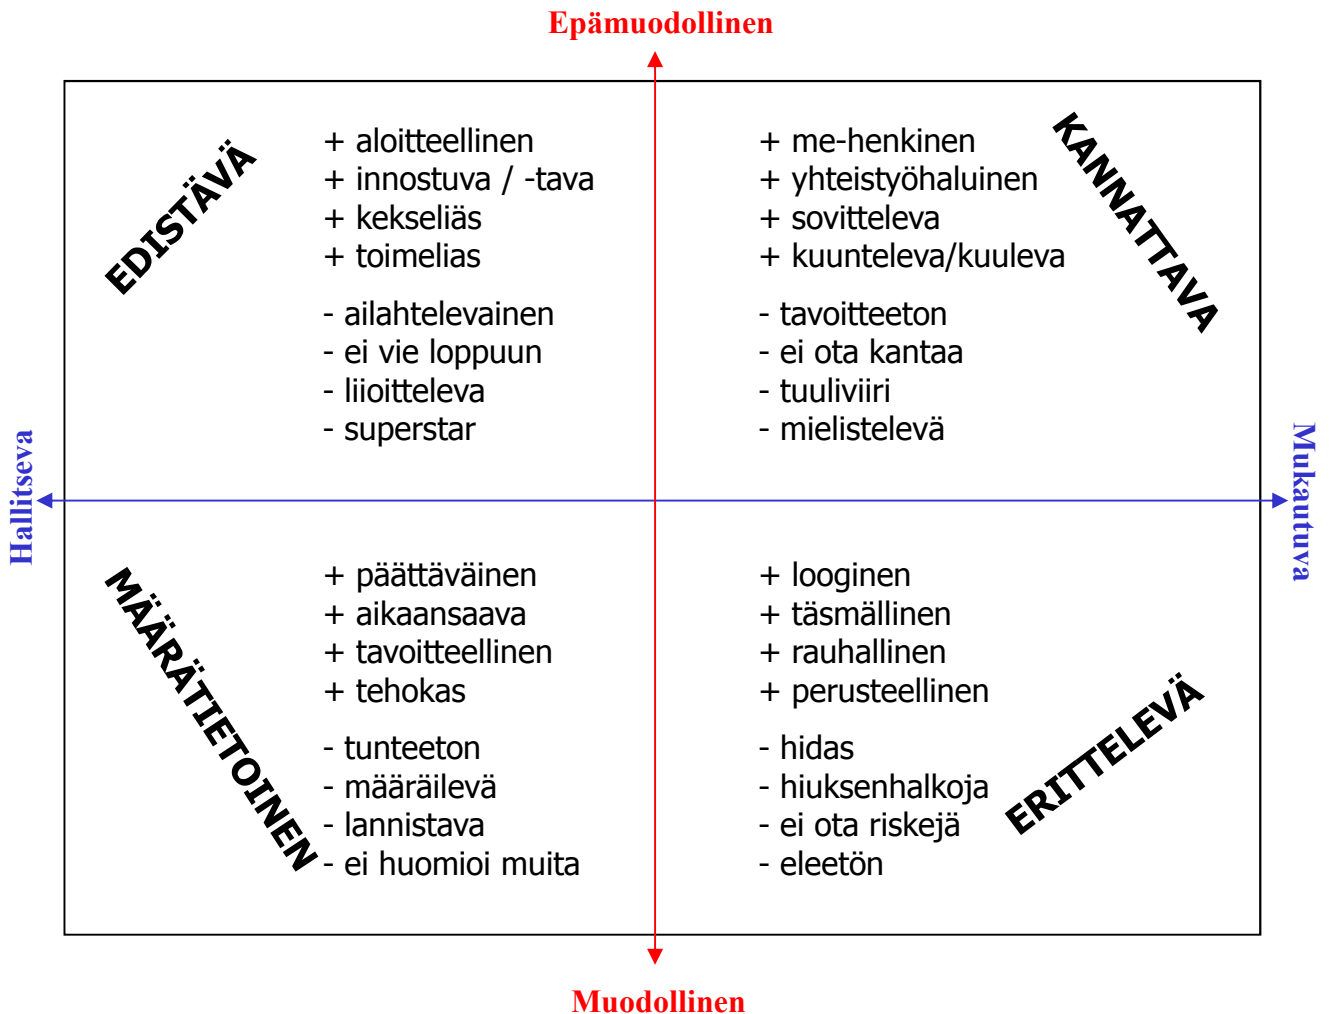 Epämuodollinen
EDISTÄVÄ
+ aloitteellinen
+ innostuva / -tava
+ kekseliäs
+ toimelias
- ailahtelevainen
- ei vie loppuun
- liioitteleva
- superstar
KANNATTAVA
+ me-henkinen
+ yhteistyöhaluinen
+ sovitteleva
+ kuunteleva/kuuleva
- tavoitteeton
- ei ota kantaa
- tuuliviiri
- mielistelevä
Hallitseva
Mukautuva
MÄÄRÄTIETOINEN
+ päättäväinen
+ aikaansaava
+ tavoitteellinen
+ tehokas
- tunteeton
- määräilevä
- lannistava
- ei huomioi muita
ERITTELEVÄ
+ looginen
+ täsmällinen
+ rauhallinen
+ perusteellinen
- hidas
- hiuksenhalkoja
- ei ota riskejä
- eleetön
Muodollinen